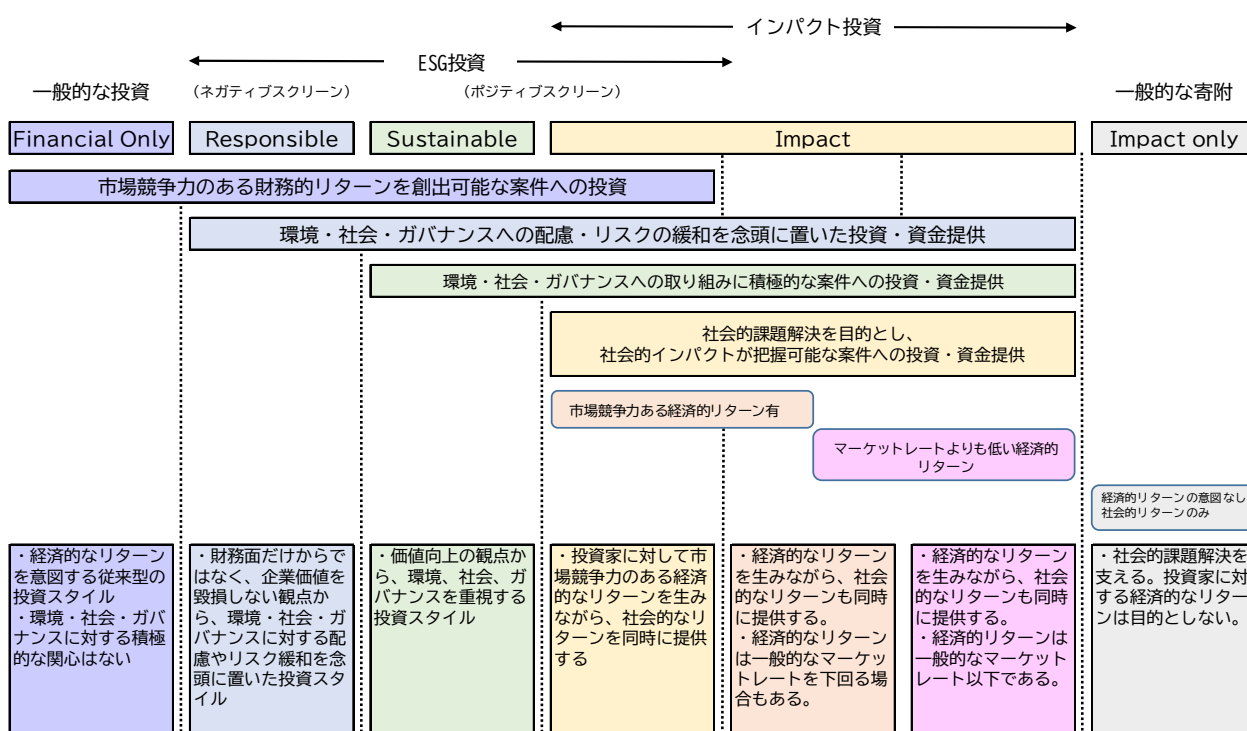 インパクト投資
ESG投資
一般的な投資
(ネガティブスクリーン)
(ポジティブスクリーン)
一般的な寄附
Financial Only
Responsible
Sustainable
Impact
Impact only
市場競争力のある財務的リターンを創出可能な案件への投資
環境・社会・ガバナンスへの配慮・リスクの緩和を念頭に置いた投資・資金提供
環境・社会・ガバナンスへの取り組みに積極的な案件への投資・資金提供
社会的課題解決を目的とし、
社会的インパクトが把握可能な案件への投資・資金提供
市場競争力ある経済的リターン有
マーケットレートよりも低い経済的
リターン
経済的リターンの意図なし
社会的リターンのみ
・経済的なリターン
を意図する従来型の
投資スタイル
・環境・社会・ガバ
ナンスに対する積極
的な関心はない
・財務面だけからで
はなく、企業価値を
毀損しない観点か
ら、環境・社会・ガ
バナンスに対する配
慮やリスク緩和を念
頭に置いた投資スタ
イル
・価値向上の観点か
ら、環境、社会、ガ
バナンスを重視する
投資スタイル
・投資家に対して市
場競争力のある経済
的なリターンを生み
ながら、社会的なリ
ターンを同時に提供
する
・経済的なリターン
を生みながら、社会
的なリターンも同時
に提供する。
・経済的なリターン
は一般的なマーケッ
トレートを下回る場
合もある。
・経済的なリターン
を生みながら、社会
的なリターンも同時
に提供する。
・経済的リターンは
一般的なマーケット
レート以下である。
・社会的課題解決を
支える。投資家に対
する経済的なリター
ンは目的としない。